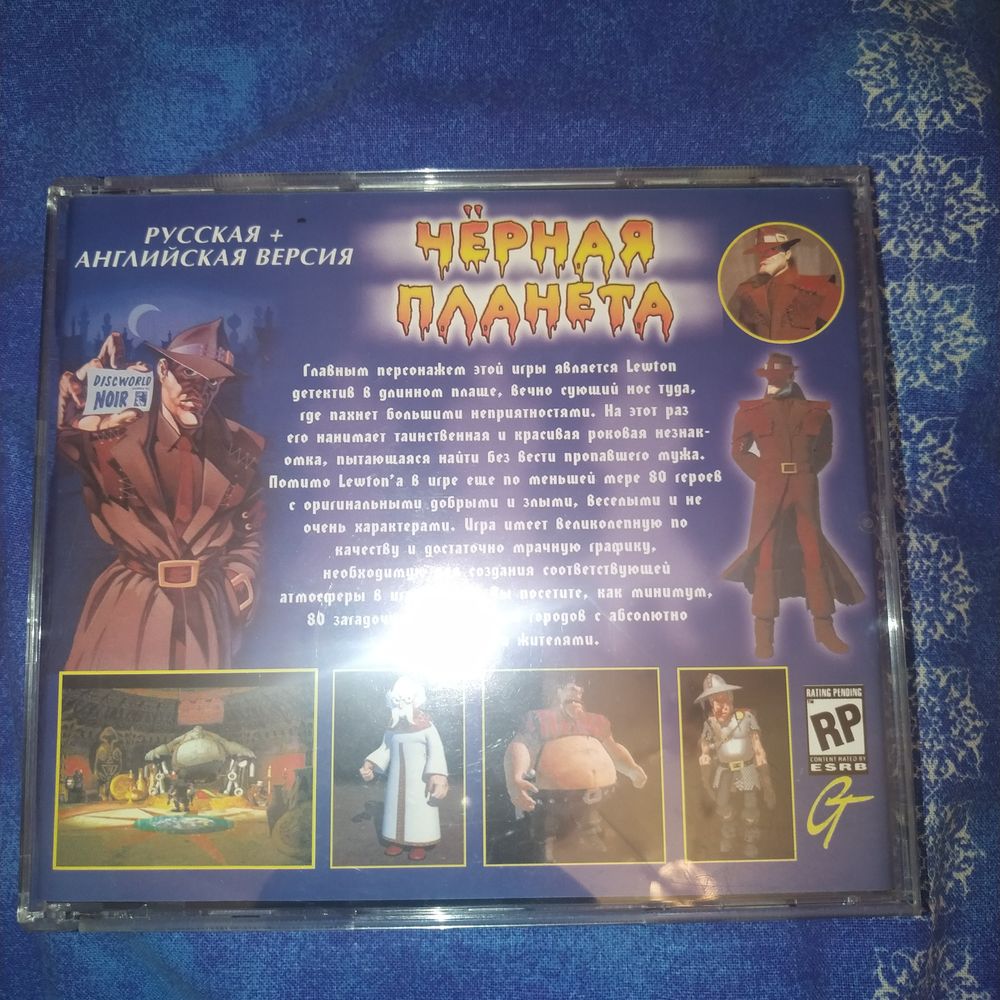 РУССКАЯ +
АНГЛИЙСКАЯ ВЕРСИЯ
ЧЁРНАЯ
ПЛАНЕТА
DISCWORLD
NOIR
Главным персонажем этой игры является Lewton
детектив в длинном плаще, вечно сующий нос туда,
где пахнет большими неприятностями. На этот раз
его нанимает таинственная и красивая роковая незнак-
омка, пытающаяся найти без вести пропавшего мужа.
Помимо Lewton'а в игре еще по меньшей мере 80 героев
с оригинальными добрыми и злыми, веселыми и не
очень характерами. Игра имеет великолепную по
качеству и достаточно мрачную графику,
необходимую создания соответствующей
атмосферы в посетите, как минимум,
80 городов с абсолютно
жителями.
RATING PENDING
RP
CONTENT RATED BY
ESRB
GT